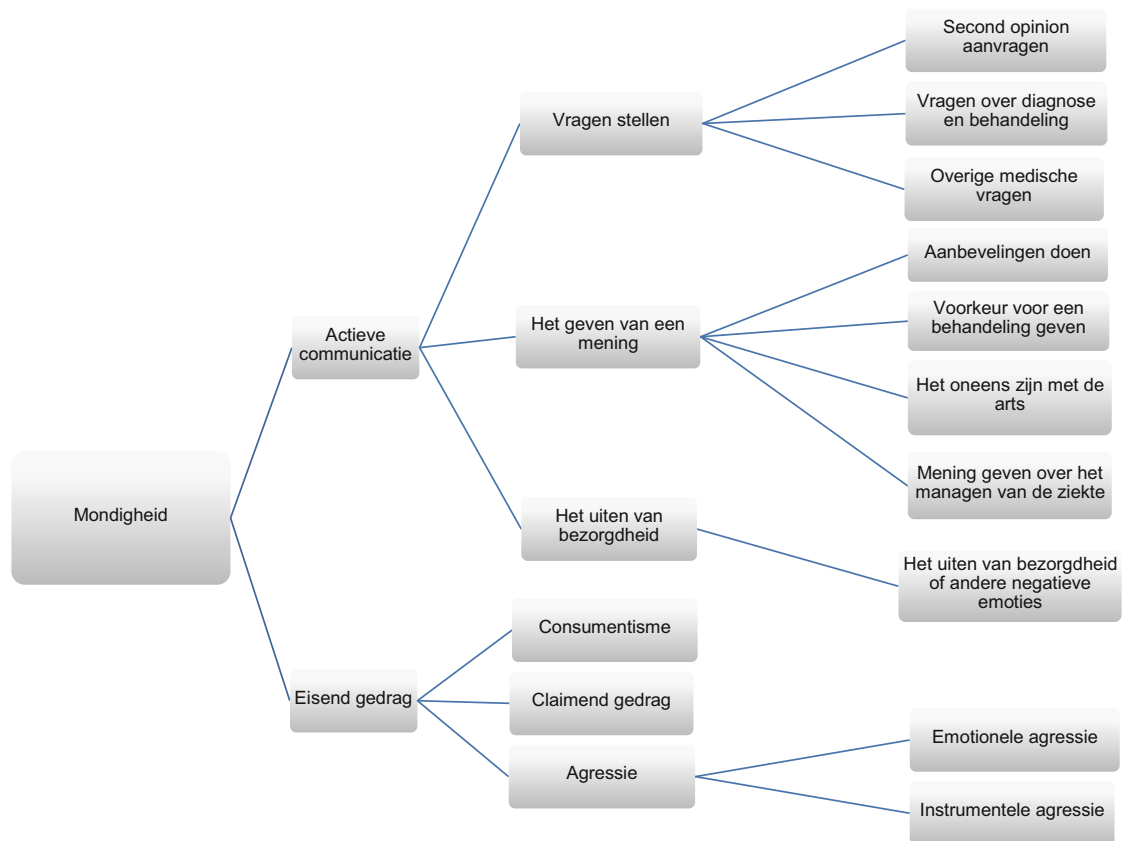 Mondigheid
Actieve
communicatie
Eisend gedrag
Vragen stellen
Het geven van een
mening
Het uiten van
bezorgdheid
Consumentisme
Claimend gedrag
Agressie
Second opinion
aanvragen
Vragen over diagnose
en behandeling
Overige medische
vragen
Aanbevelingen doen
Voorkeur voor een
behandeling geven
Het oneens zijn met de
arts
Mening geven over het
managen van de ziekte
Het uiten van bezorgdheid
of andere negatieve
emoties
Emotionele agressie
Instrumentele agressie